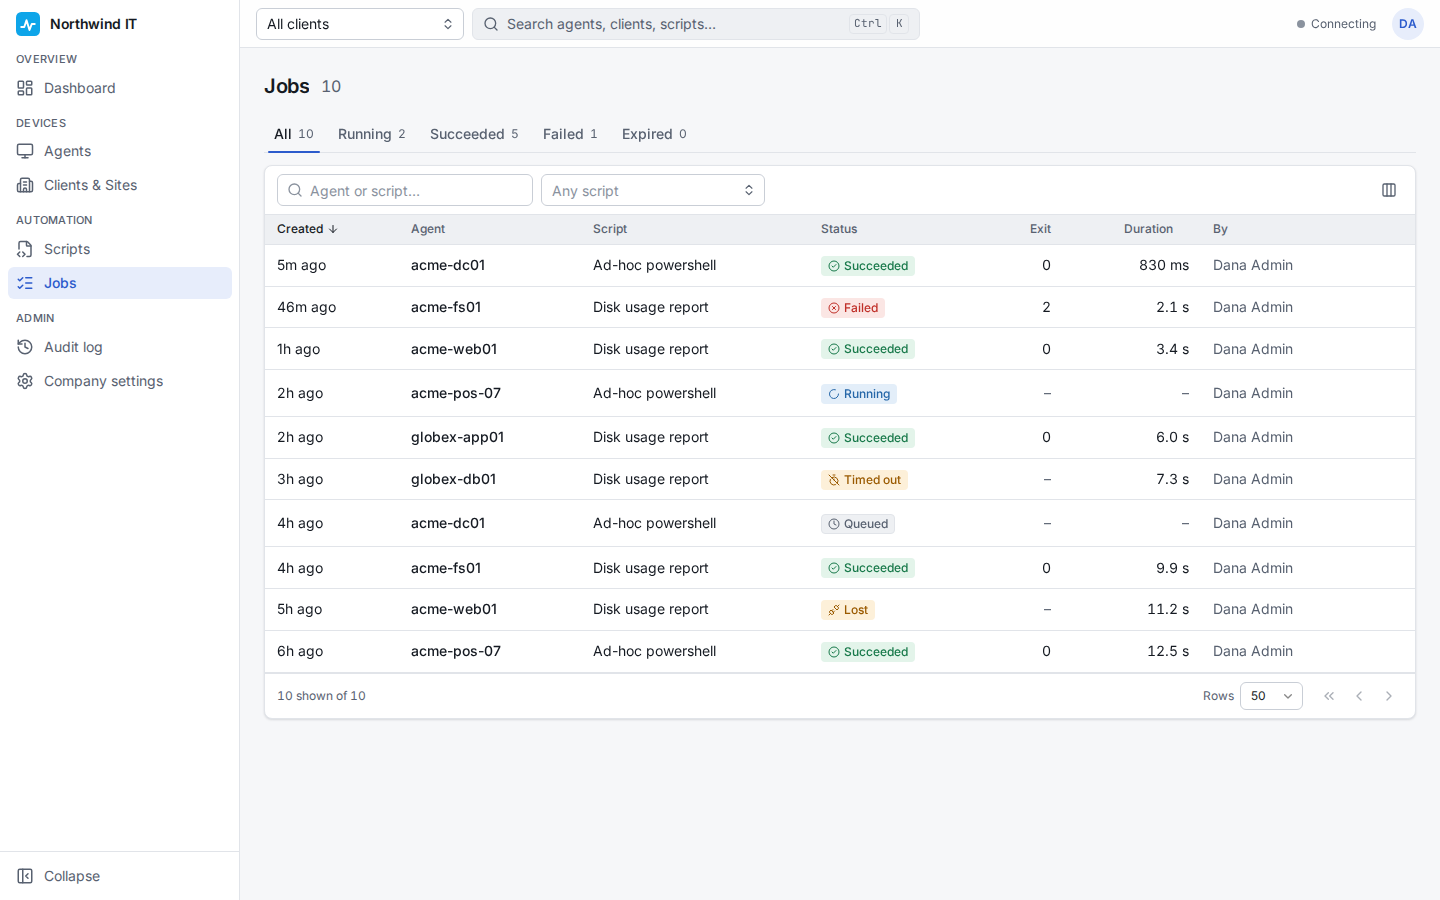 Northwind IT
All clients
Search agents, clients, scripts...
Ctrl K
Connecting
DA
OVERVIEW
Dashboard
DEVICES
Agents
Clients & Sites
AUTOMATION
Scripts
Jobs
ADMIN
Audit log
Company settings
Collapse
Jobs 10
All 10 Running 2 Succeeded 5 Failed 1 Expired 0
Agent or script... Any script
Created Agent Script Status Exit Duration By
5m ago acme-dc01 Ad-hoc powershell Succeeded 0 830 ms Dana Admin
46m ago acme-fs01 Disk usage report Failed 2 2.1 s Dana Admin
1h ago acme-web01 Disk usage report Succeeded 0 3.4 s Dana Admin
2h ago acme-pos-07 Ad-hoc powershell Running – – Dana Admin
2h ago globex-app01 Disk usage report Succeeded 0 6.0 s Dana Admin
3h ago globex-db01 Disk usage report Timed out – 7.3 s Dana Admin
4h ago acme-dc01 Ad-hoc powershell Queued – – Dana Admin
4h ago acme-fs01 Disk usage report Succeeded 0 9.9 s Dana Admin
5h ago acme-web01 Disk usage report Lost – 11.2 s Dana Admin
6h ago acme-pos-07 Ad-hoc powershell Succeeded 0 12.5 s Dana Admin
10 shown of 10 Rows 50